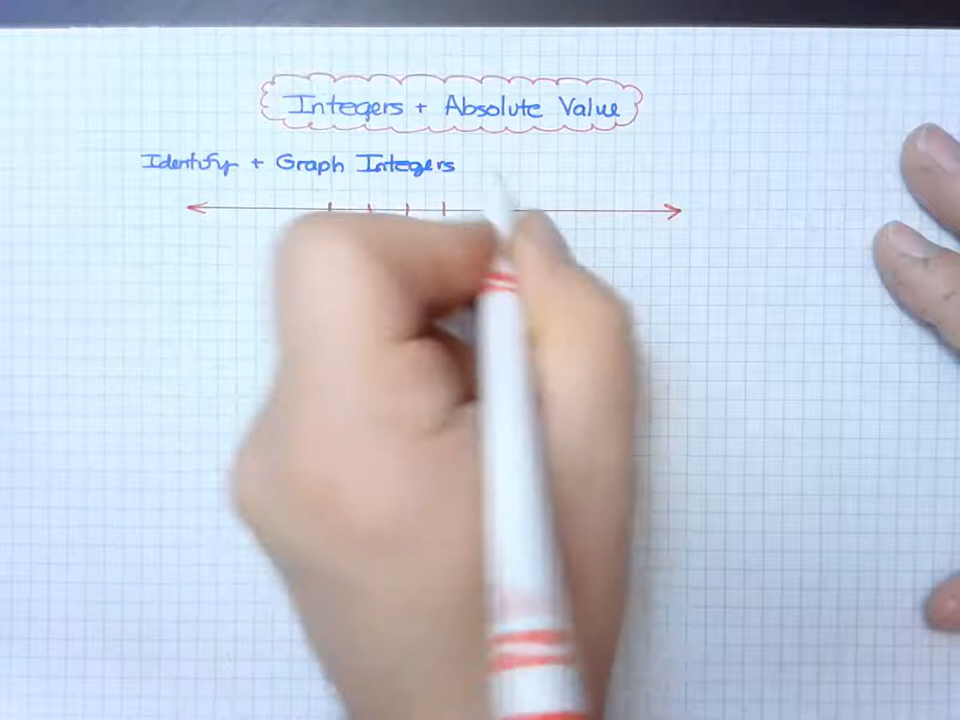 Integers + Absolute Value
Identify + Graph Integers